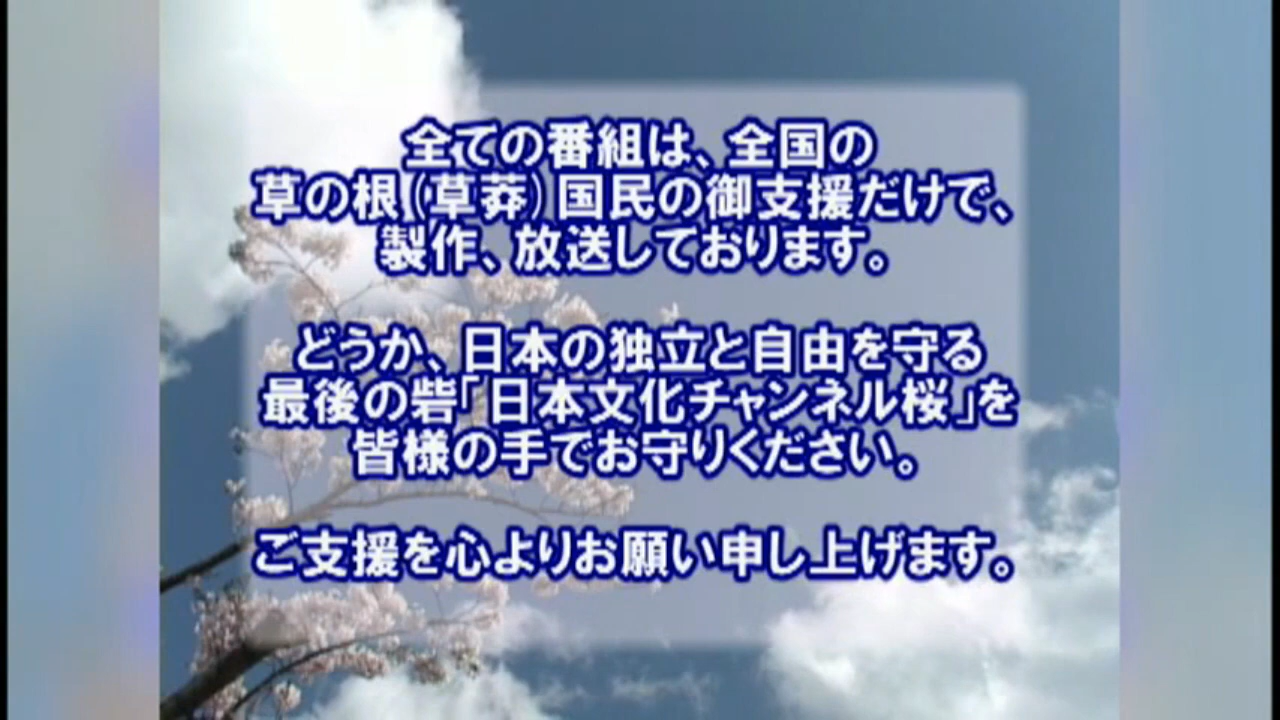 全ての番組は、全国の
草の根(草莽)国民の御支援だけで、
製作、放送しております。
どうか、日本の独立と自由を守る
最後の砦「日本文化チャンネル桜」を
皆様の手でお守りください。
ご支援を心よりお願い申し上げます。